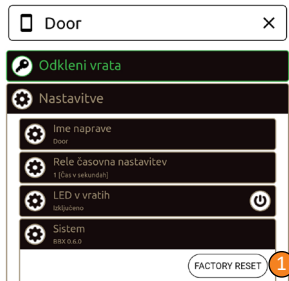 Door
Odkleni vrata
Nastavitve
Ime naprave
Door
Rele časovna nastavitev
1 [Čas v sekundah]
LED v vratih
Izključeno
Sistem
BBX 0.6.0
FACTORY RESET 1